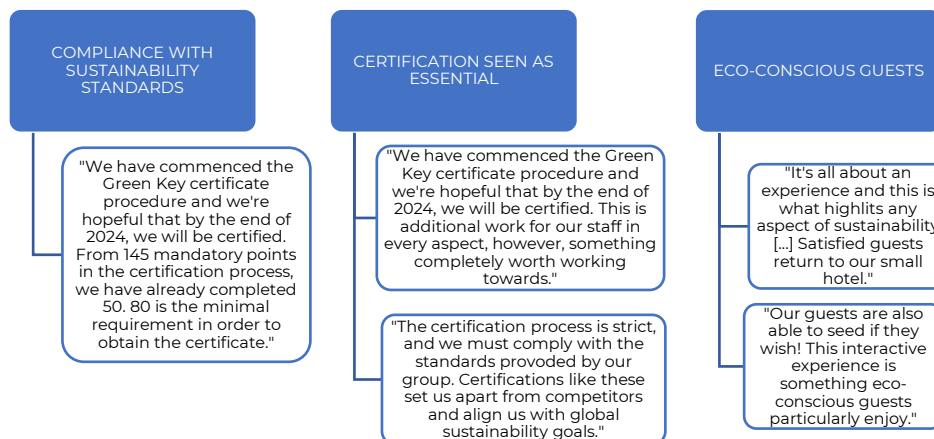 COMPLIANCE WITH
SUSTAINABILITY
STANDARDS
"We have commenced the
Green Key certificate
procedure and we're
hopeful that by the end of
2024, we will be certified.
From 145 mandatory points
in the certification process,
we have already completed
50. 80 is the minimal
requirement in order to
obtain the certificate."
CERTIFICATION SEEN AS
ESSENTIAL
"We have commenced the Green
Key certificate procedure and
we're hopeful that by the end of
2024, we will be certified. This is
additional work for our staff in
every aspect, however, something
completely worth working
towards."
"The certification process is strict,
and we must comply with the
standards provoded by our
group. Certifications like these
set us apart from competitors
and align us with global
sustainability goals."
ECO-CONSCIOUS GUESTS
"It's all about an
experience and this is
what highlits any
aspect of sustainability
[...] Satisfied guests
return to our small
hotel."
"Our guests are also
able to seed if they
wish! This interactive
experience is
something eco-
conscious guests
particularly enjoy."